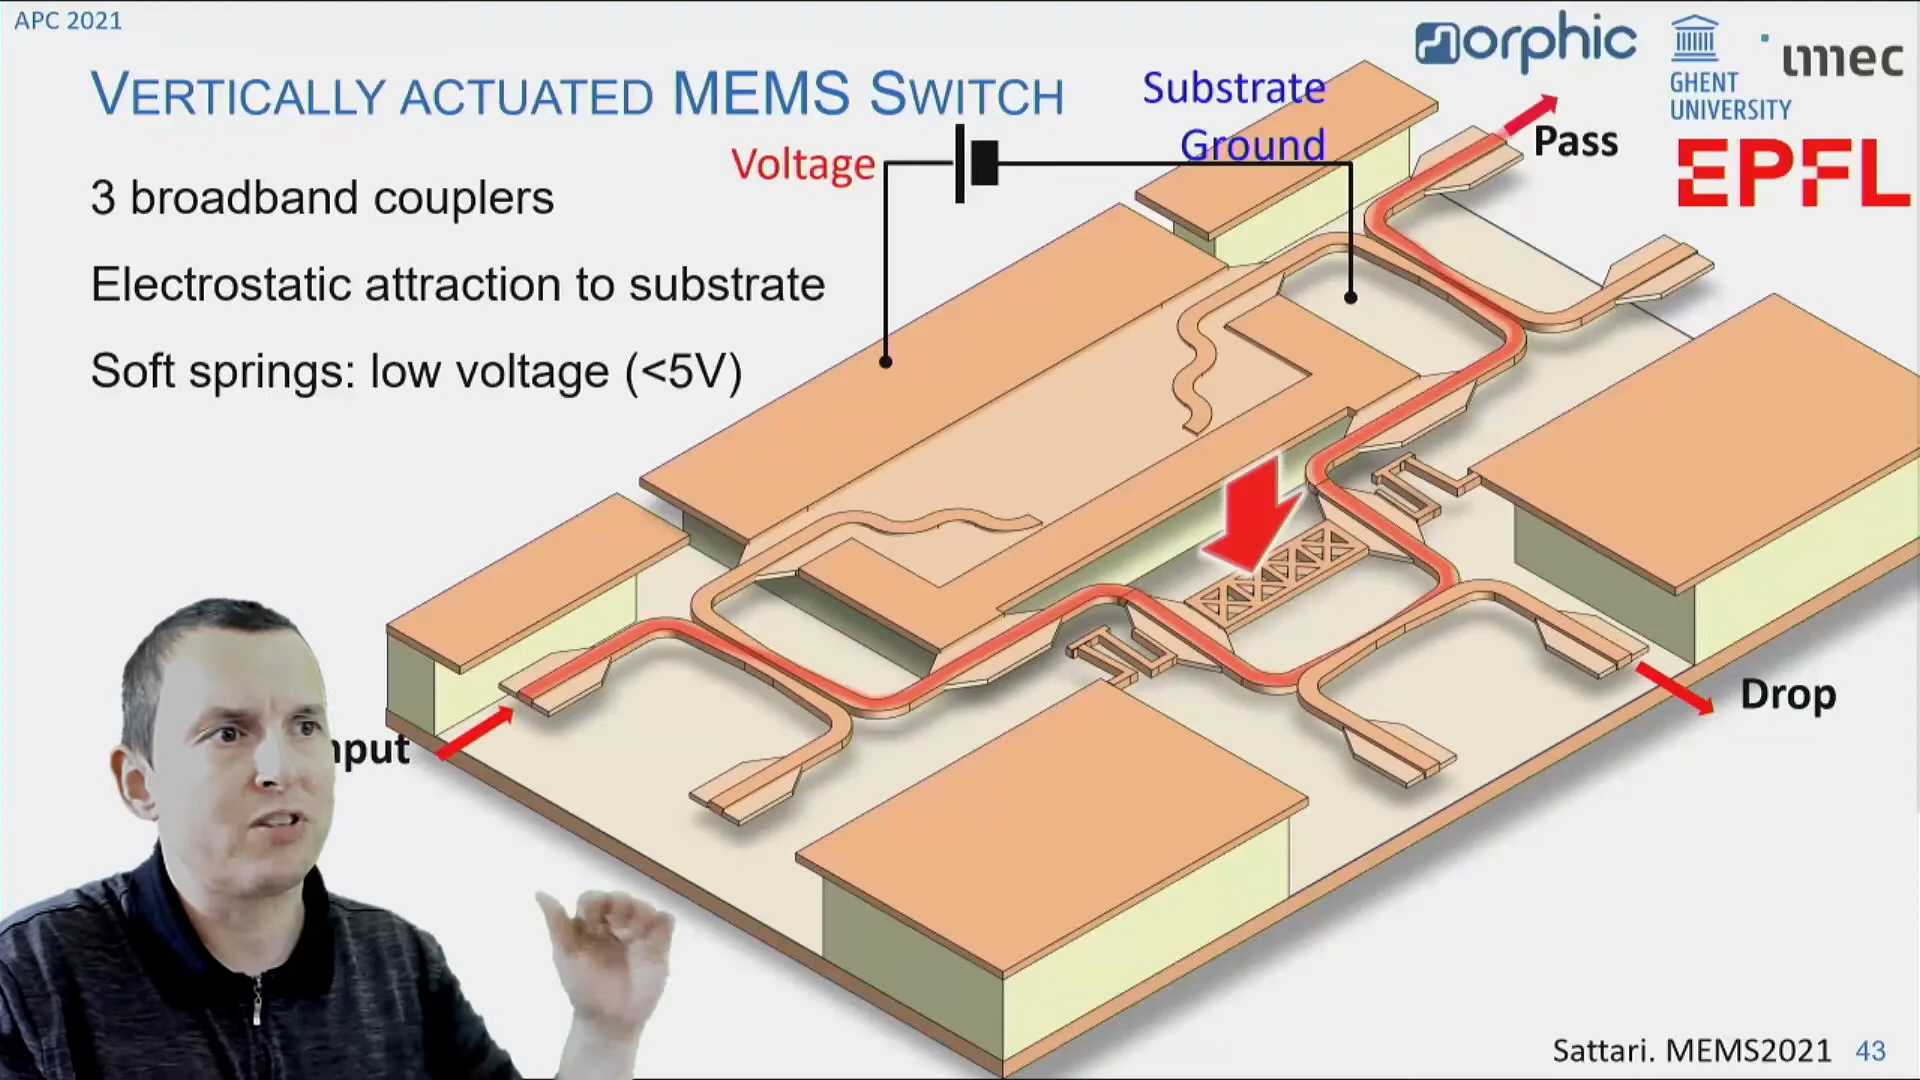 APC 2021
VERTICALLY ACTUATED MEMS SWITCH
morphic
GHENT
UNIVERSITY
imec
EPFL
3 broadband couplers
Electrostatic attraction to substrate
Soft springs: low voltage (<5V)
Voltage
Substrate
Ground
Pass
nput
Drop
Sattari. MEMS2021 43